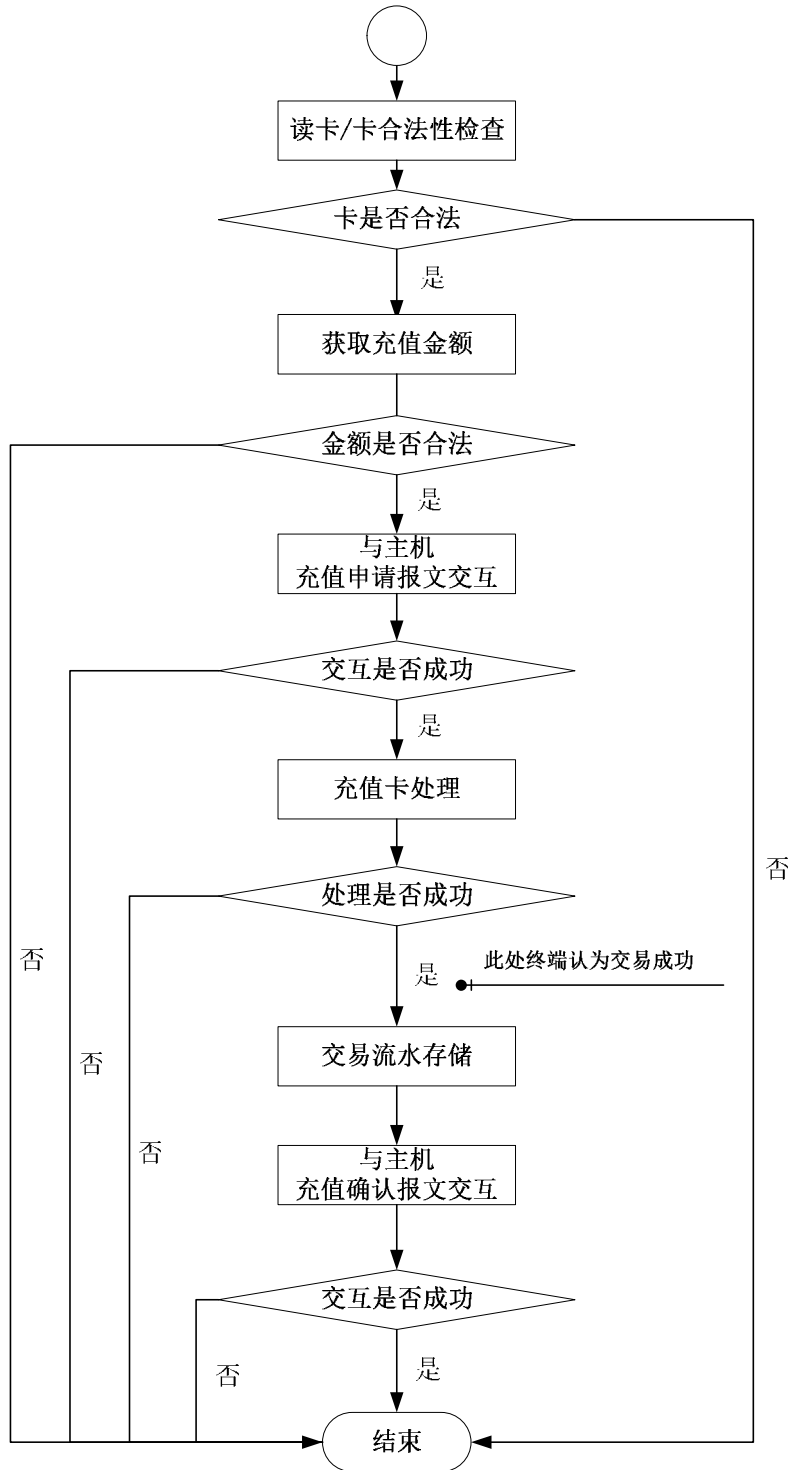 读卡/卡合法性检查
卡是否合法
是
获取充值金额
金额是否合法
是
与主机
充值申请报文交互
交互是否成功
是
充值卡处理
否
处理是否成功
否
是
此处终端认为交易成功
交易流水存储
否
否
与主机
充值确认报文交互
交互是否成功
否
是
结束